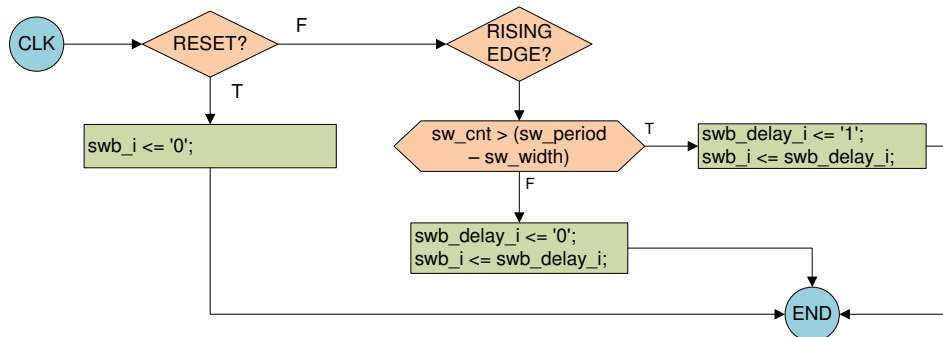 CLK
RESET?
F
RISING
EDGE?
T
swb_i <= '0';
sw_cnt > (sw_period
– sw_width)
T
swb_delay_i <= '1';
swb_i <= swb_delay_i;
F
swb_delay_i <= '0';
swb_i <= swb_delay_i;
END